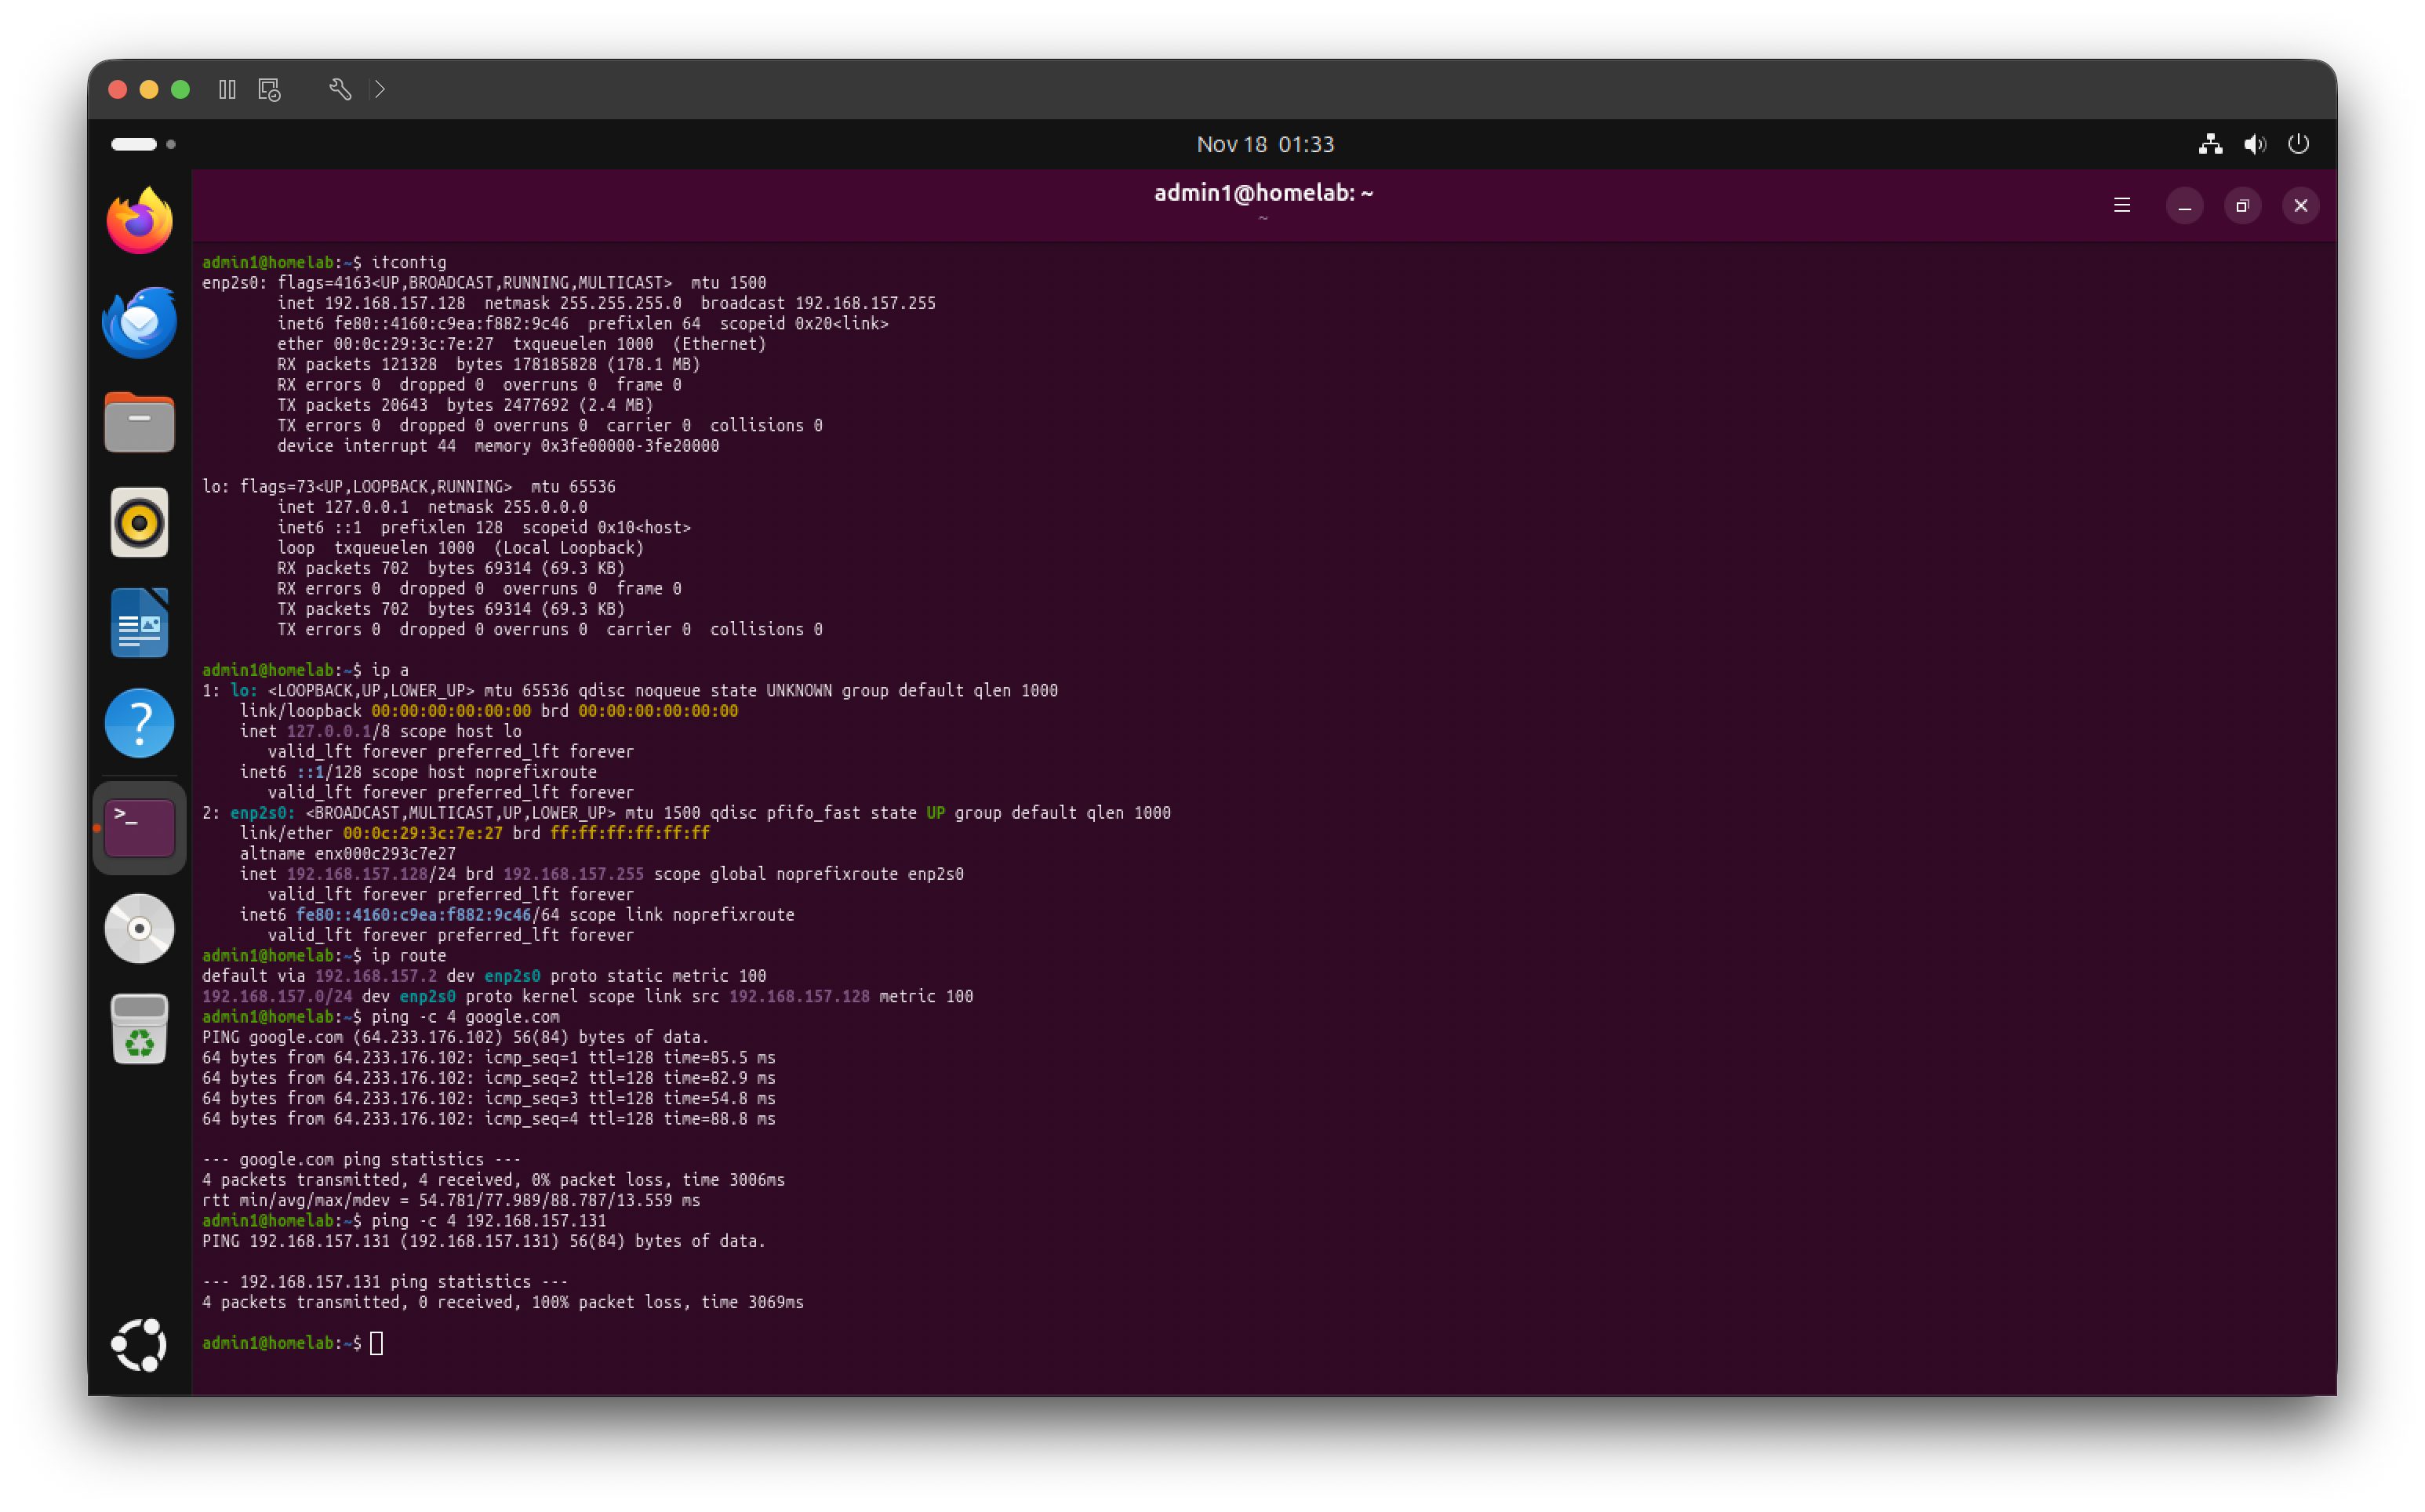 Nov 18 01:33
admin1@homelab: ~
~
admin1@homelab:~$ ifconfig
enp2s0: flags=4163<UP,BROADCAST,RUNNING,MULTICAST>  mtu 1500
        inet 192.168.157.128  netmask 255.255.255.0  broadcast 192.168.157.255
        inet6 fe80::4160:c9ea:f882:9c46  prefixlen 64  scopeid 0x20<link>
        ether 00:0c:29:3c:7e:27  txqueuelen 1000  (Ethernet)
        RX packets 121328  bytes 178185828 (178.1 MB)
        RX errors 0  dropped 0  overruns 0  frame 0
        TX packets 20643  bytes 2477692 (2.4 MB)
        TX errors 0  dropped 0 overruns 0  carrier 0  collisions 0
        device interrupt 44  memory 0x3fe00000-3fe20000
lo: flags=73<UP,LOOPBACK,RUNNING>  mtu 65536
        inet 127.0.0.1  netmask 255.0.0.0
        inet6 ::1  prefixlen 128  scopeid 0x10<host>
        loop  txqueuelen 1000  (Local Loopback)
        RX packets 702  bytes 69314 (69.3 KB)
        RX errors 0  dropped 0  overruns 0  frame 0
        TX packets 702  bytes 69314 (69.3 KB)
        TX errors 0  dropped 0 overruns 0  carrier 0  collisions 0
admin1@homelab:~$ ip a
1: lo: <LOOPBACK,UP,LOWER_UP> mtu 65536 qdisc noqueue state UNKNOWN group default qlen 1000
    link/loopback 00:00:00:00:00:00 brd 00:00:00:00:00:00
    inet 127.0.0.1/8 scope host lo
       valid_lft forever preferred_lft forever
    inet6 ::1/128 scope host noprefixroute
       valid_lft forever preferred_lft forever
2: enp2s0: <BROADCAST,MULTICAST,UP,LOWER_UP> mtu 1500 qdisc pfifo_fast state UP group default qlen 1000
    link/ether 00:0c:29:3c:7e:27 brd ff:ff:ff:ff:ff:ff
    altname enx000c293c7e27
    inet 192.168.157.128/24 brd 192.168.157.255 scope global noprefixroute enp2s0
       valid_lft forever preferred_lft forever
    inet6 fe80::4160:c9ea:f882:9c46/64 scope link noprefixroute
       valid_lft forever preferred_lft forever
admin1@homelab:~$ ip route
default via 192.168.157.2 dev enp2s0 proto static metric 100
192.168.157.0/24 dev enp2s0 proto kernel scope link src 192.168.157.128 metric 100
admin1@homelab:~$ ping -c 4 google.com
PING google.com (64.233.176.102) 56(84) bytes of data.
64 bytes from 64.233.176.102: icmp_seq=1 ttl=128 time=85.5 ms
64 bytes from 64.233.176.102: icmp_seq=2 ttl=128 time=82.9 ms
64 bytes from 64.233.176.102: icmp_seq=3 ttl=128 time=54.8 ms
64 bytes from 64.233.176.102: icmp_seq=4 ttl=128 time=88.8 ms
--- google.com ping statistics ---
4 packets transmitted, 4 received, 0% packet loss, time 3006ms
rtt min/avg/max/mdev = 54.781/77.989/88.787/13.559 ms
admin1@homelab:~$ ping -c 4 192.168.157.131
PING 192.168.157.131 (192.168.157.131) 56(84) bytes of data.
--- 192.168.157.131 ping statistics ---
4 packets transmitted, 0 received, 100% packet loss, time 3069ms
admin1@homelab:~$